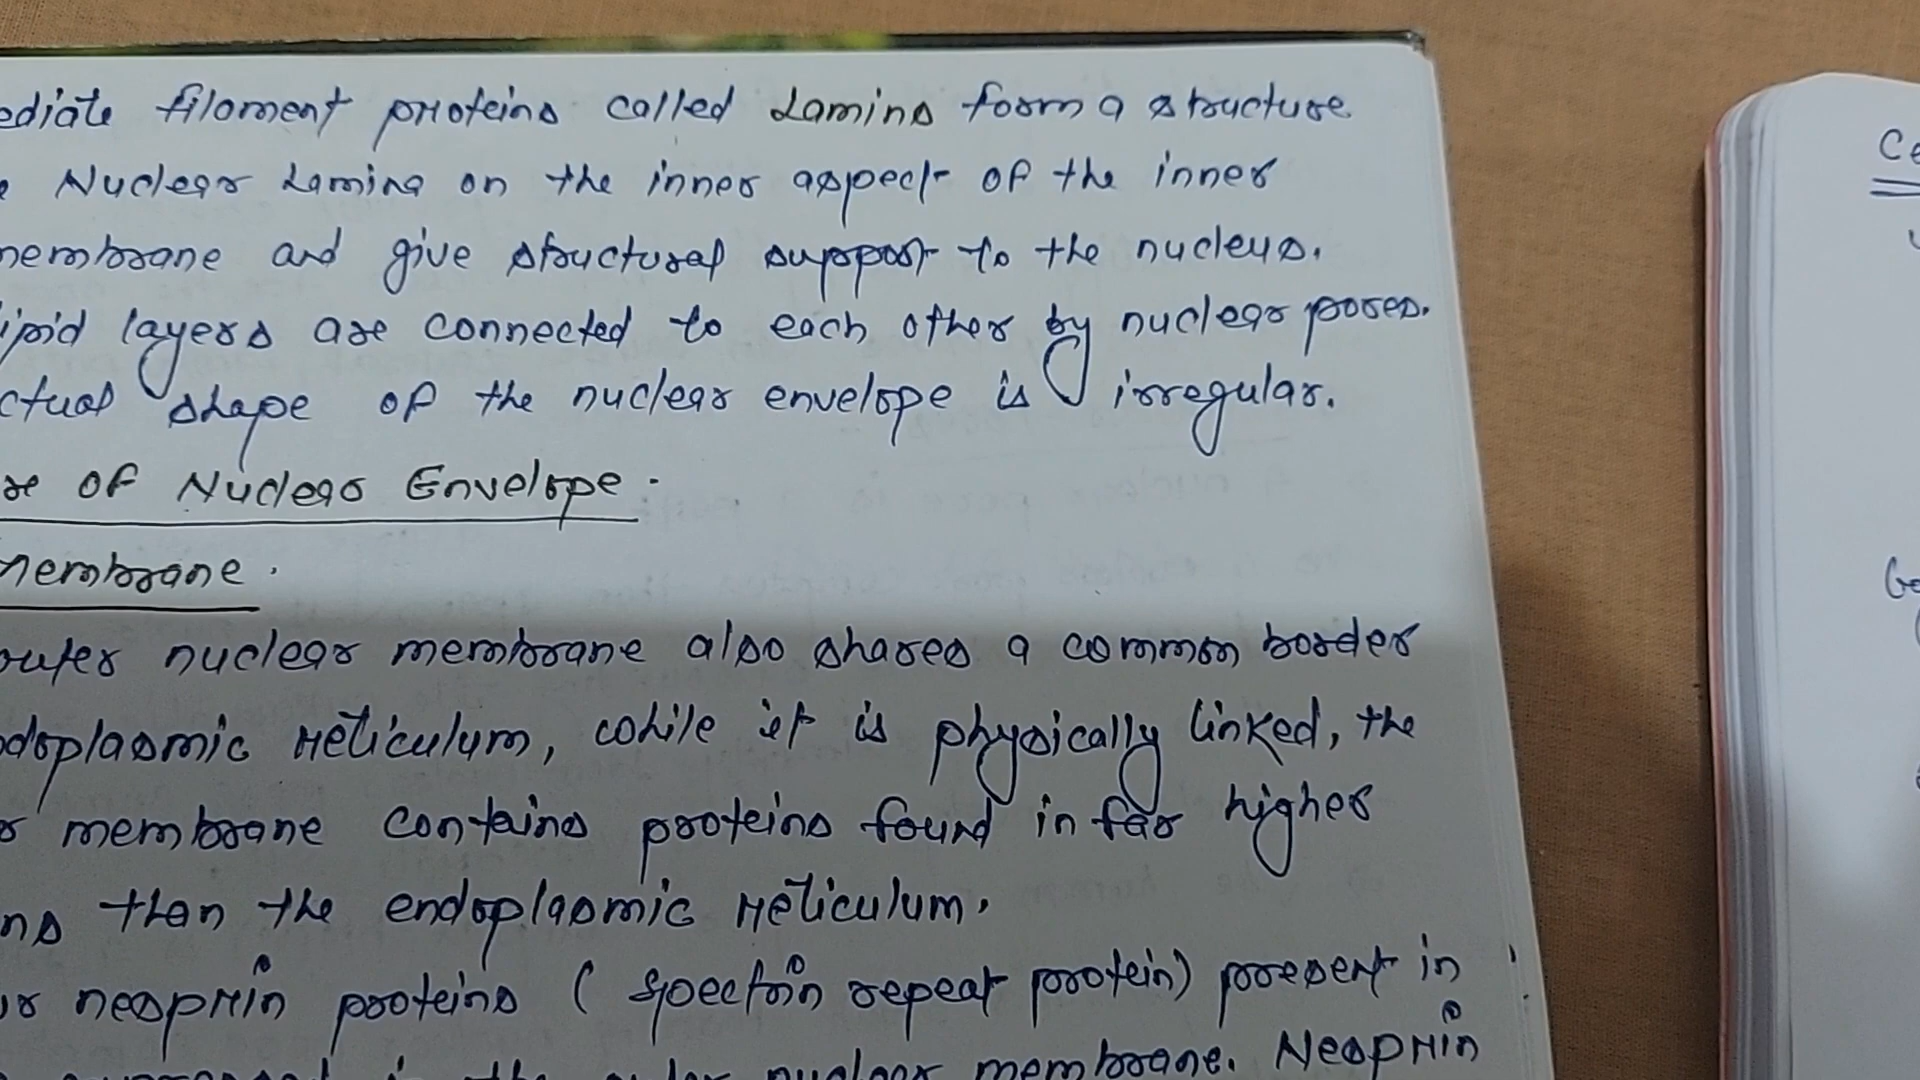 ediate filament proteins called Lamins form a structure
Nuclear Lamina on the inner aspect of the inner
membrane and give structural support to the nucleus.
ipid layers are connected to each other by nuclear pores.
ctual shape of the nuclear envelope is irregular.
re of Nuclear Envelope.
membrane.
outer nuclear membrane also shares a common border
doplasmic reticulum, while it is physically linked, the
r membrane contains proteins found in far higher
ns than the endoplasmic reticulum.
ur nesprin proteins ( spectrin repeat protein) present in
membrane. Nesprin
Ce
Ge